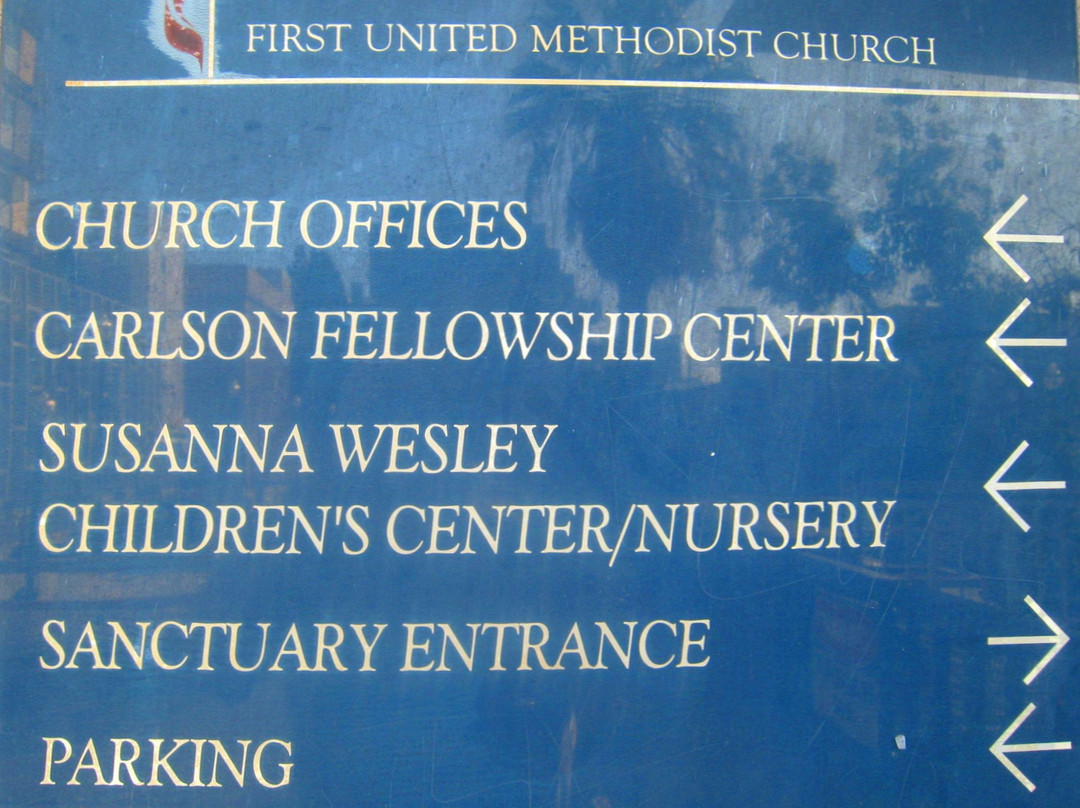 FIRST UNITED METHODIST CHURCH
CHURCH OFFICES
CARLSON FELLOWSHIP CENTER
SUSANNA WESLEY
CHILDREN'S CENTER/NURSERY
SANCTUARY ENTRANCE
PARKING